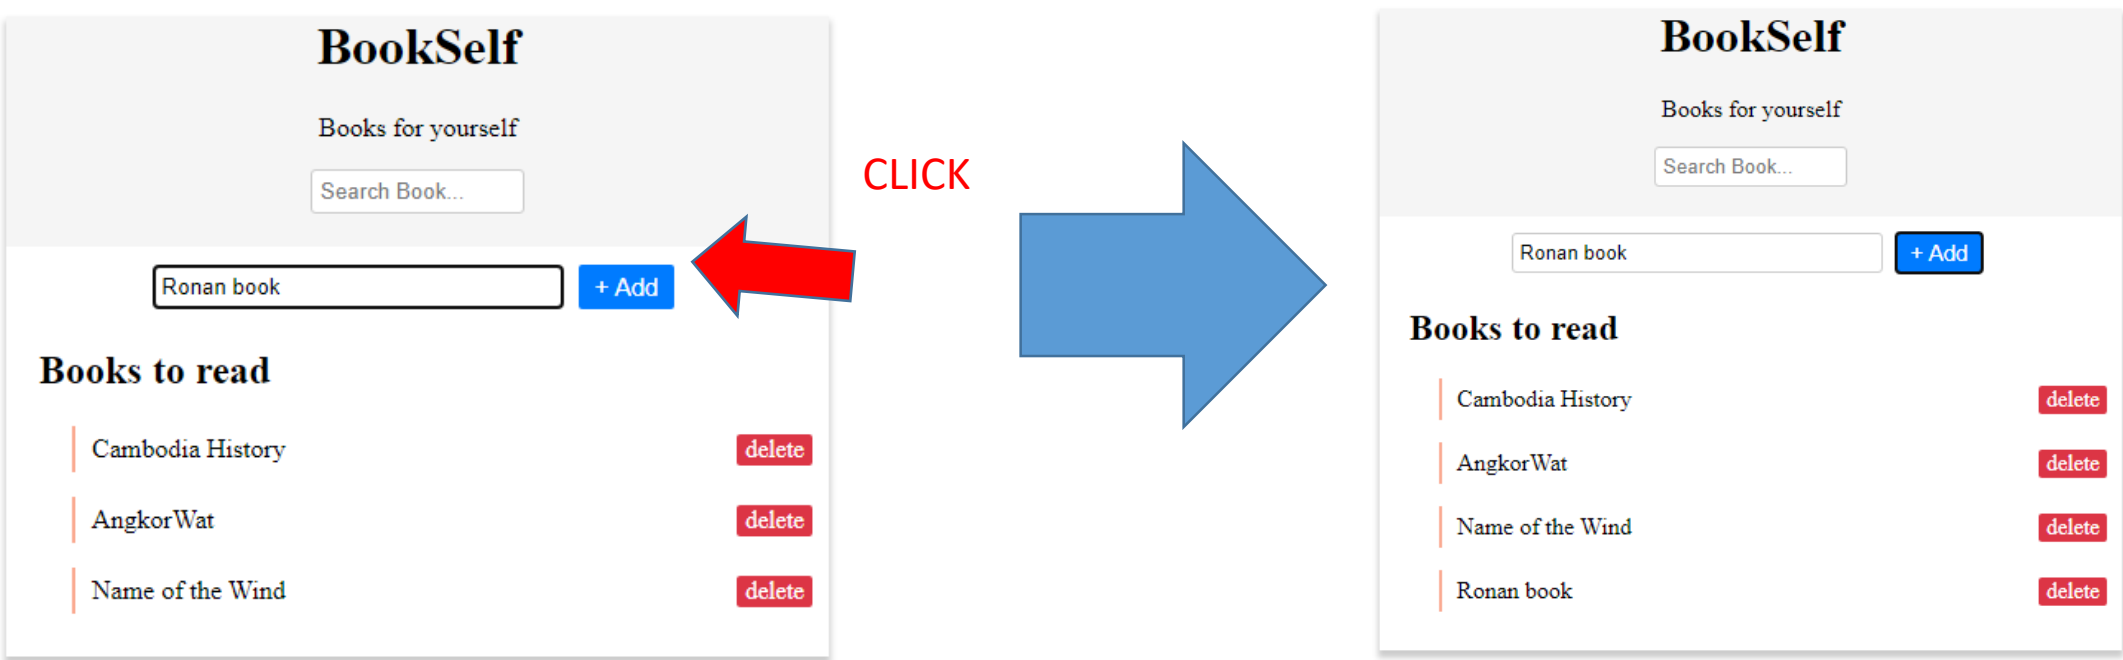 BookSelf
Books for yourself
Search Book...
Ronan book
+ Add
Books to read
Cambodia History
delete
AngkorWat
delete
Name of the Wind
delete
CLICK
BookSelf
Books for yourself
Search Book...
Ronan book
+ Add
Books to read
Cambodia History
delete
AngkorWat
delete
Name of the Wind
delete
Ronan book
delete